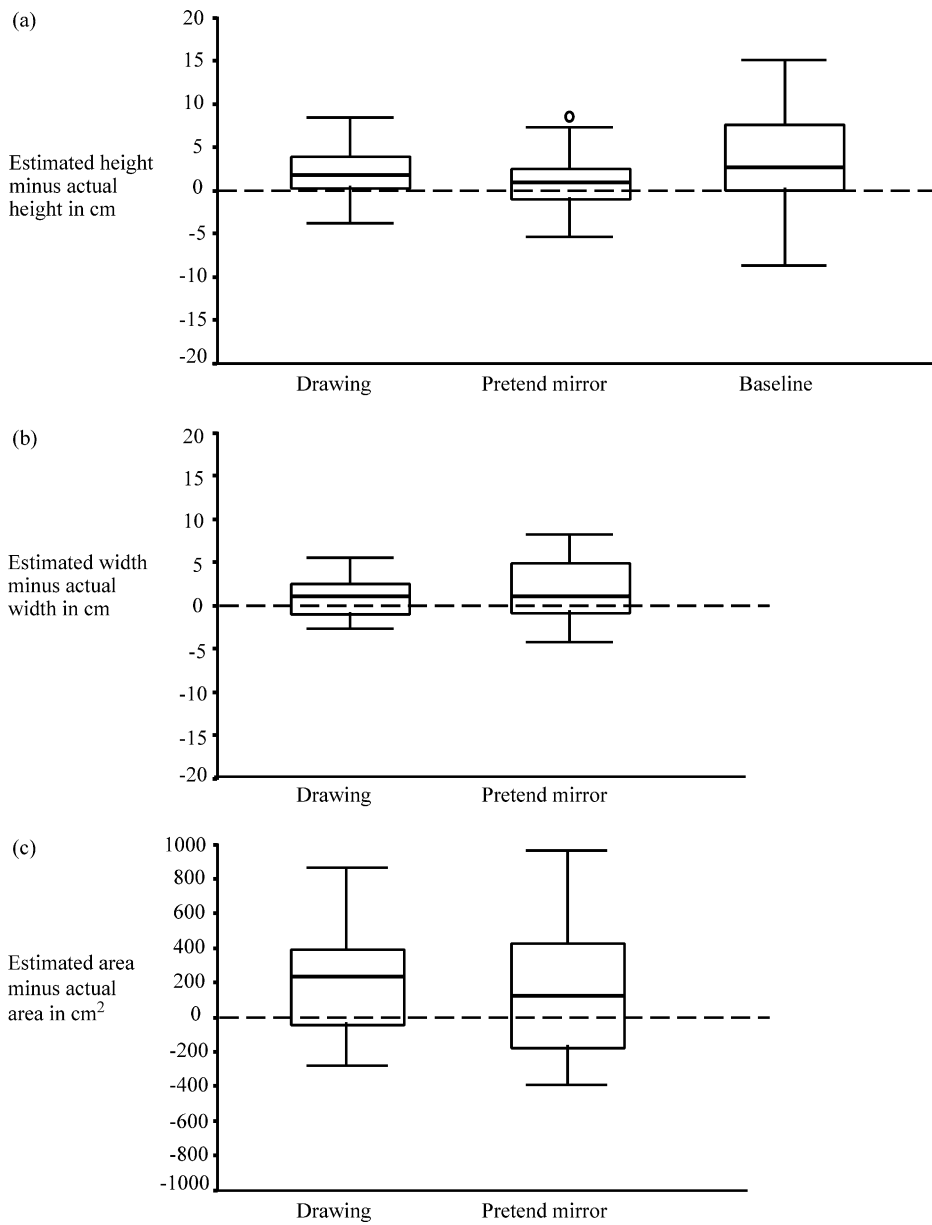 (a)
20
15
10
5
0
-5
-10
-15
-20
Estimated height
minus actual
height in cm
Drawing Pretend mirror Baseline
(b)
20
15
10
5
0
-5
-10
-15
-20
Estimated width
minus actual
width in cm
Drawing Pretend mirror
(c)
1000
800
600
400
200
0
-200
-400
-600
-800
-1000
Estimated area
minus actual
area in cm²
Drawing Pretend mirror